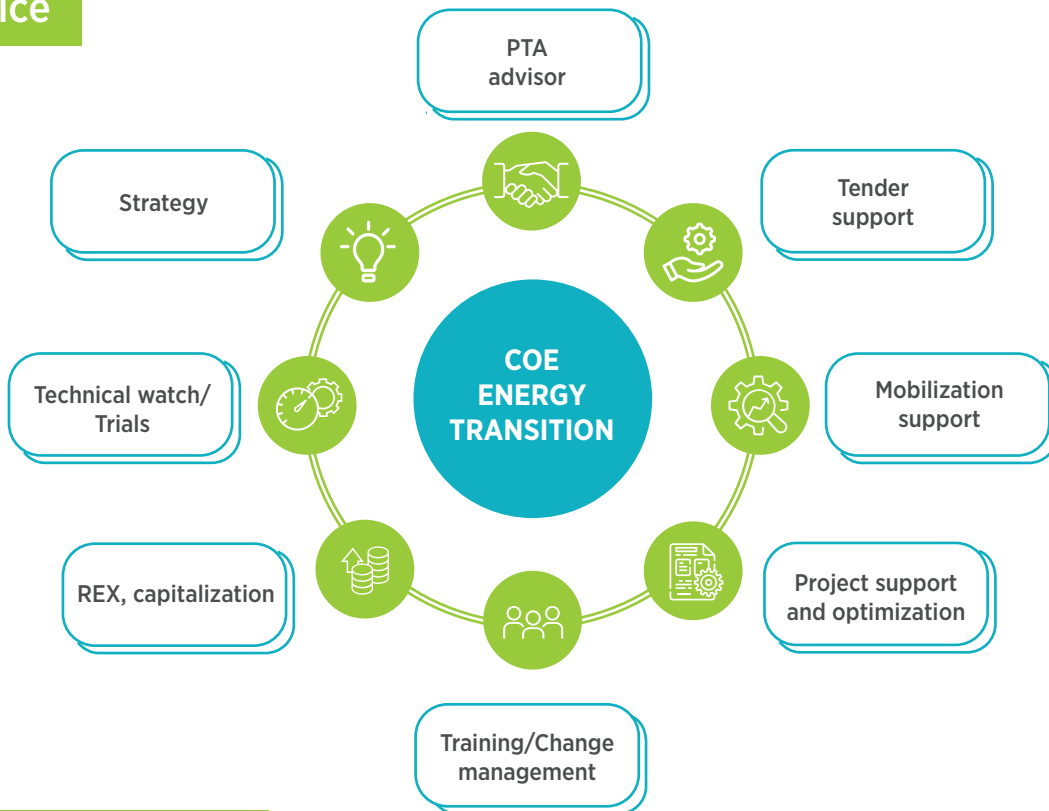 ice
PTA
advisor
Strategy
Tender
support
COE
ENERGY
TRANSITION
Technical watch/
Trials
Mobilization
support
REX, capitalization
Project support
and optimization
Training/Change
management